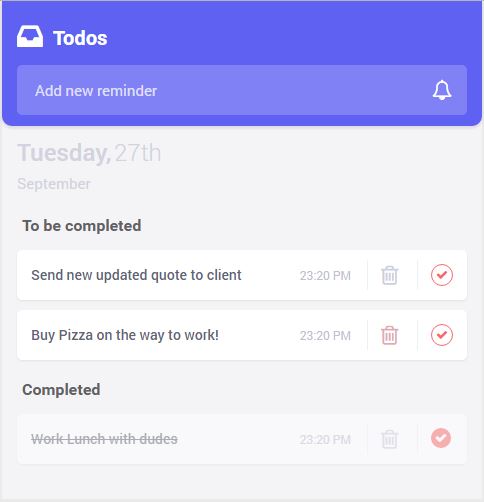 Todos
Add new reminder
Tuesday, 27th
September
To be completed
Send new updated quote to client 23:20 PM
Buy Pizza on the way to work! 23:20 PM
Completed
Work Lunch with dudes 23:20 PM